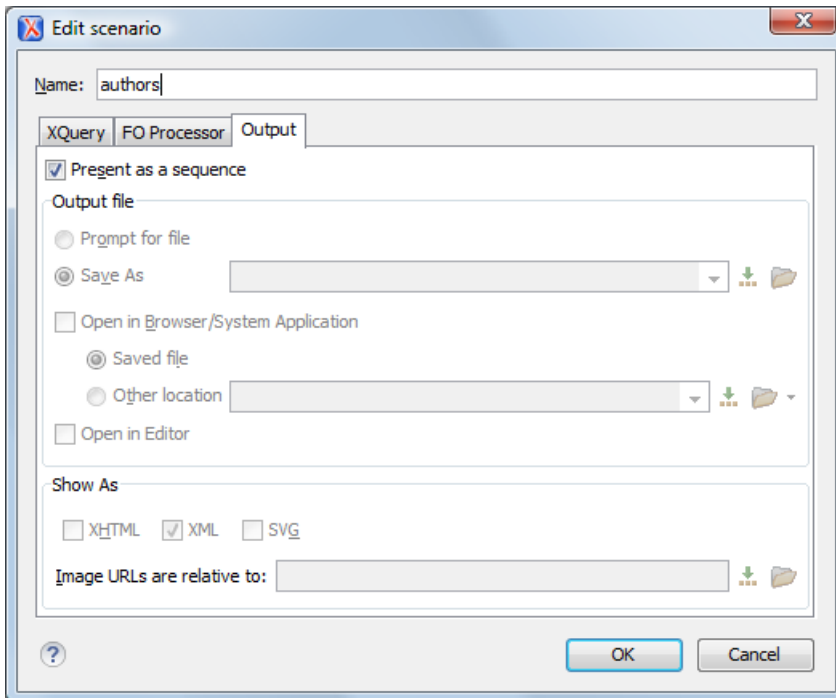 Edit scenario
Name: authors
XQuery FO Processor Output
Present as a sequence
Output file
Prompt for file
Save As
Open in Browser/System Application
Saved file
Other location
Open in Editor
Show As
XHTML XML SVG
Image URLs are relative to:
? OK Cancel